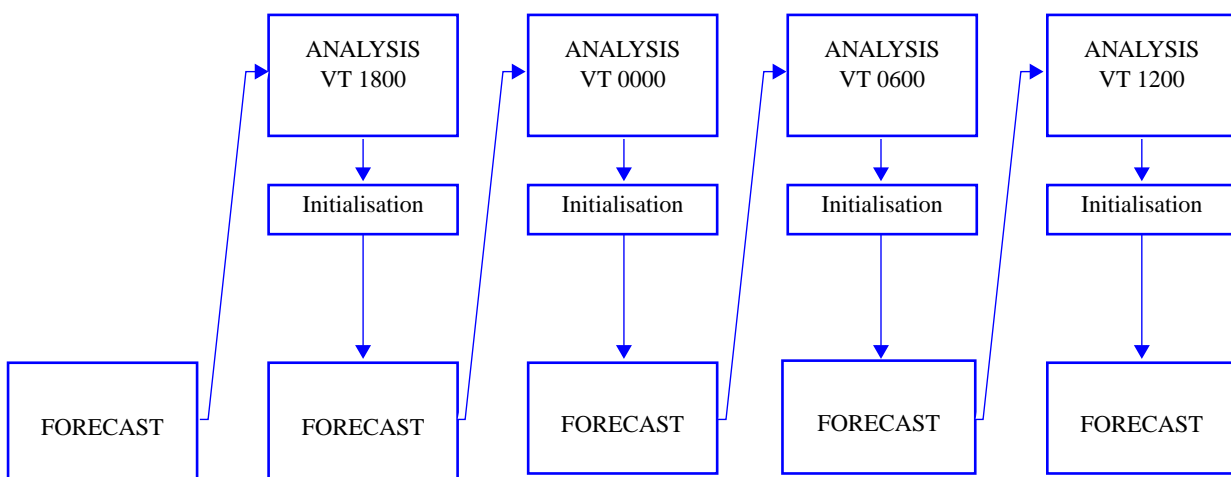 ANALYSIS
VT 1800
ANALYSIS
VT 0000
ANALYSIS
VT 0600
ANALYSIS
VT 1200
Initialisation
Initialisation
Initialisation
Initialisation
FORECAST
FORECAST
FORECAST
FORECAST
FORECAST